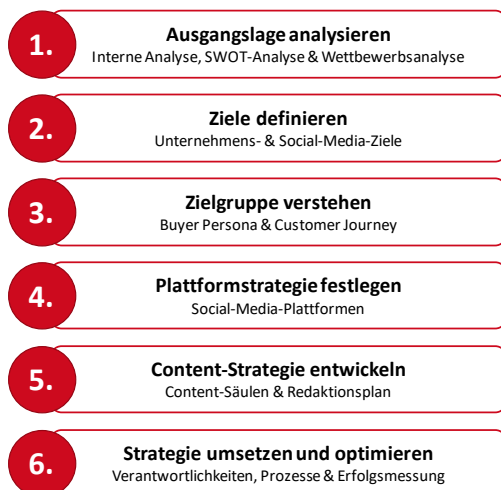 1.
Ausgangslage analysieren
Interne Analyse, SWOT-Analyse & Wettbewerbsanalyse
2.
Ziele definieren
Unternehmens- & Social-Media-Ziele
3.
Zielgruppe verstehen
Buyer Persona & Customer Journey
4.
Plattformstrategie festlegen
Social-Media-Plattformen
5.
Content-Strategie entwickeln
Content-Säulen & Redaktionsplan
6.
Strategie umsetzen und optimieren
Verantwortlichkeiten, Prozesse & Erfolgsmessung